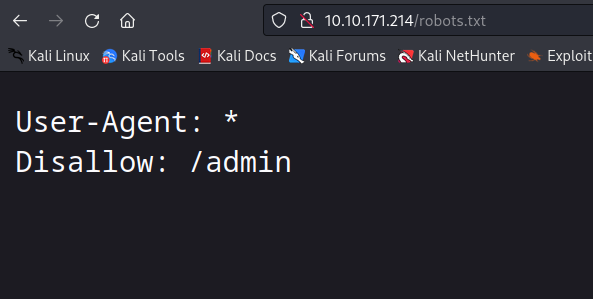 10.10.171.214/robots.txt
Kali Linux Kali Tools Kali Docs Kali Forums Kali NetHunter Exploit
User-Agent: *
Disallow: /admin